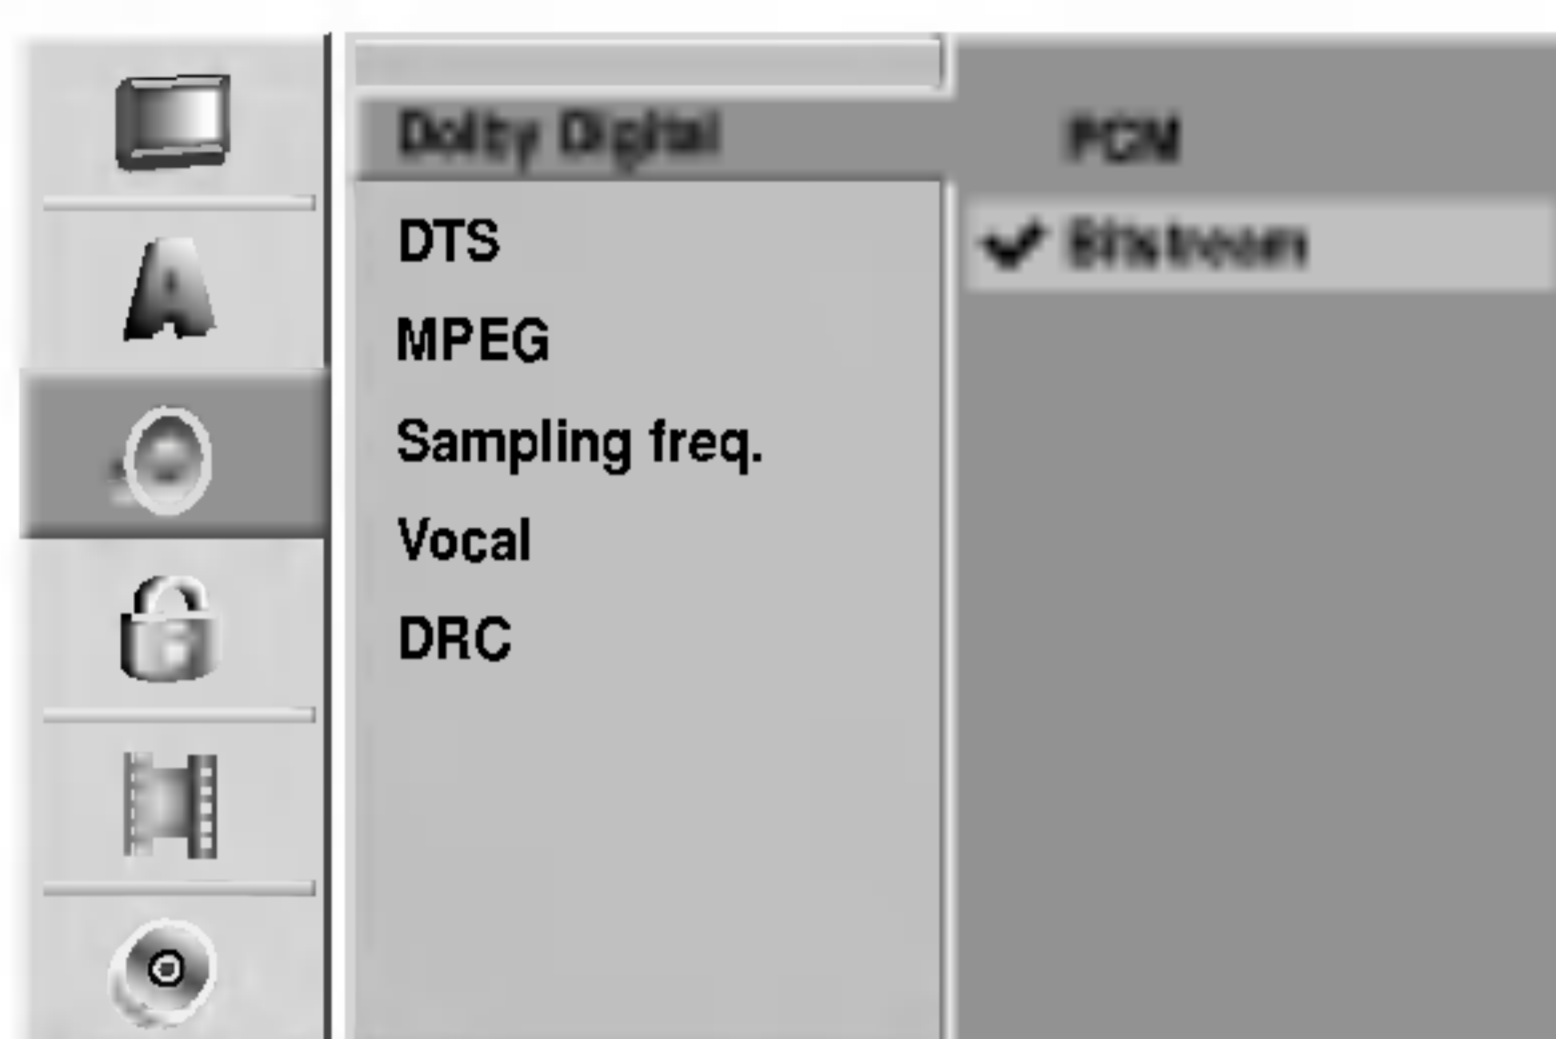 Dolby Digital
PCM
DTS
Bitstream
MPEG
Sampling freq.
Vocal
DRC